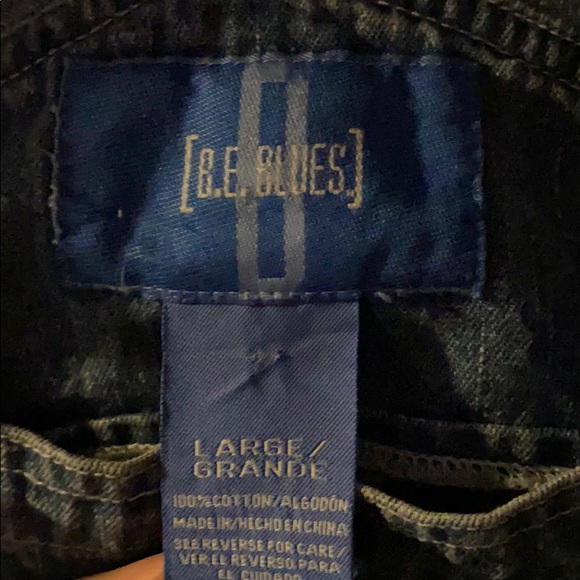 [B.E. BLUES.]
LARGE/
GRANDE
100% COTTON/ALGODÓN
MADE IN/HECHO EN CHINA
SEE REVERSE FOR CARE/
VER EL REVERSO PARA
EL CUIDADO